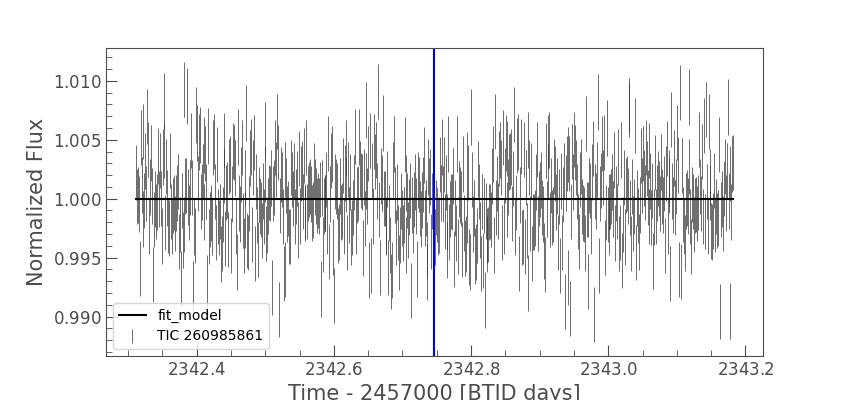 1.010
1.005
1.000
0.995
0.990
Normalized Flux
fit_model
TIC 260985861
2342.4 2342.6 2342.8 2343.0 2343.2
Time - 2457000 [BTJD days]